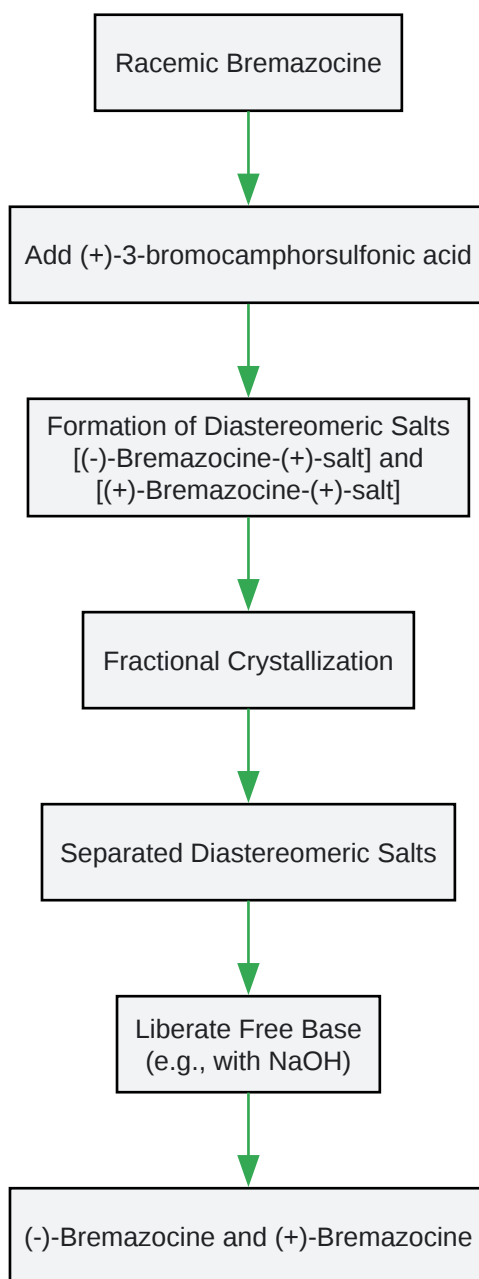 Racemic Bremazocine
Add (+)-3-bromocamphorsulfonic acid
Formation of Diastereomeric Salts
[(-)-Bremazocine-(+)-salt] and
[(+)-Bremazocine-(+)-salt]
Fractional Crystallization
Separated Diastereomeric Salts
Liberate Free Base
(e.g., with NaOH)
(-)-Bremazocine and (+)-Bremazocine